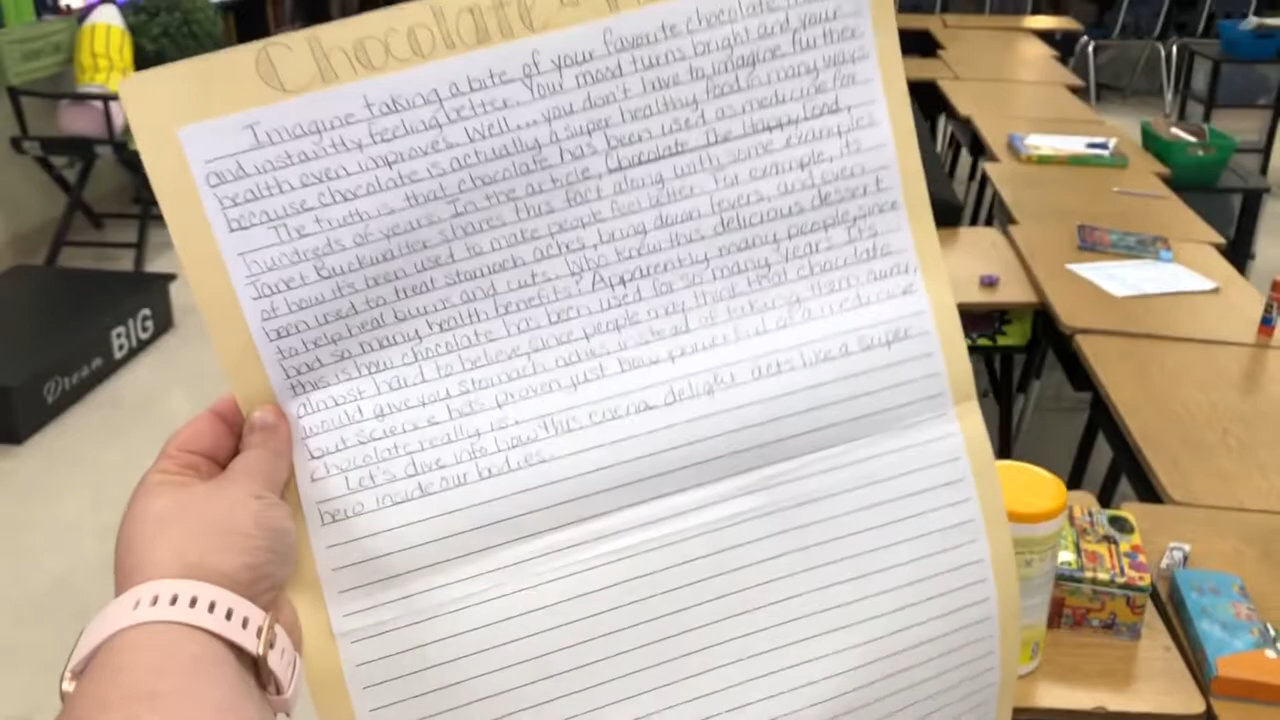 Chocolate
Imagine taking a bite of your favorite chocolate
and instantly feeling better. Your mood turns bright and your
health even improves. Well... you don't have to imagine further
because chocolate is actually a super healthy food in many ways.
The truth is that chocolate has been used as medicine for
hundreds of years. In the article, Chocolate The Happy Food,
Janet Buckwalder shares this fact along with some examples
of how its been used to make people feel better. For example, its
been used to treat stomach aches, bring down fevers, and even
to help heal burns and cuts. Who knew this delicious dessert
had so many health benefits? Apparently many people, since
this is how chocolate has been used for so many years. It's
almost hard to believe, since people may think that chocolate
would give you stomach aches instead of taking them away,
but science has proven just how powerful of a medicine
chocolate really is.
Let's dive into how this delight acts like a super
hero inside our bodies.
Dream BIG